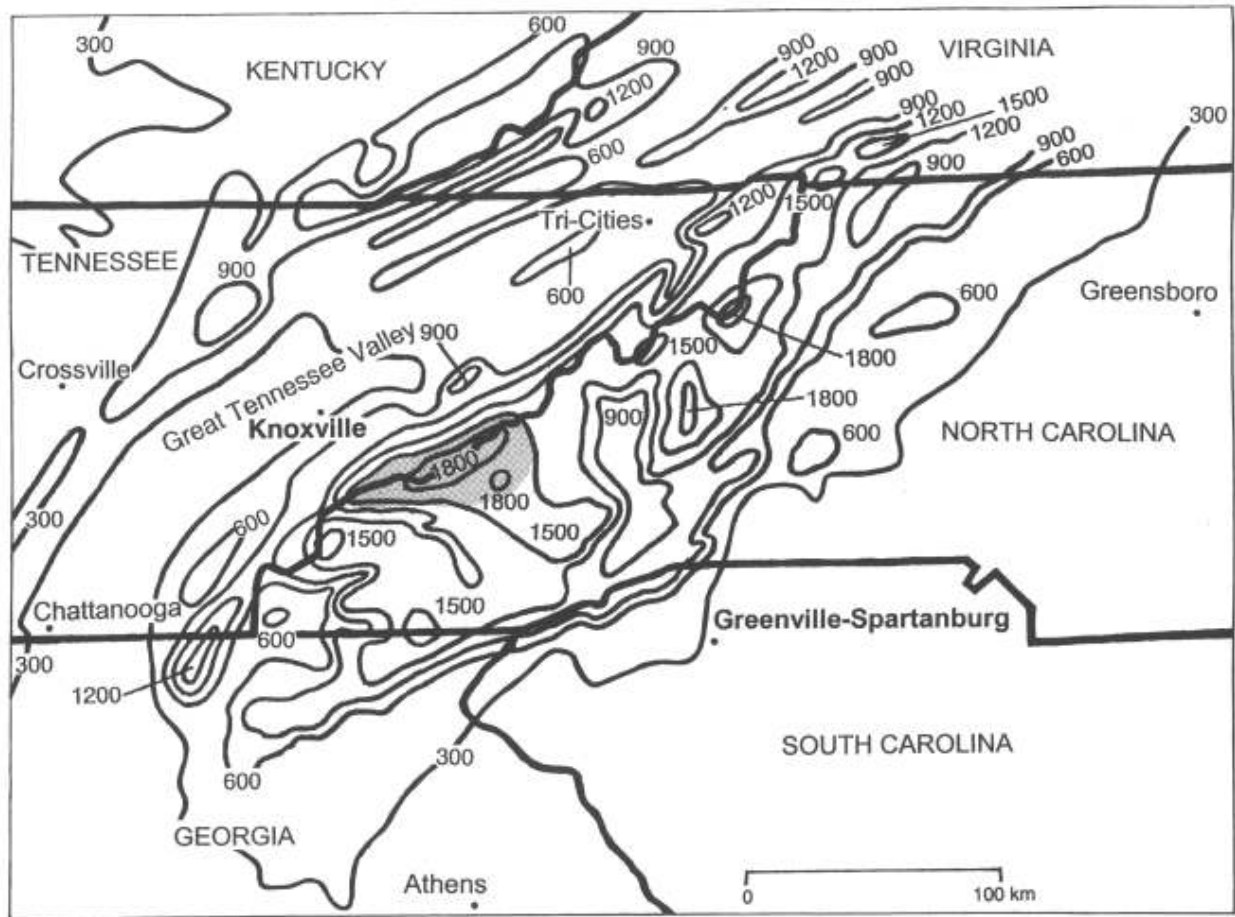 300
600
KENTUCKY
900
1200
900
1200
900
900
VIRGINIA
900
1200
1500
1200
300
900
600
900
600
TENNESSEE
Tri-Cities
1200
1500
900
600
600
Greensboro
Great Tennessee Valley
900
1500
1800
Crossville
Knoxville
1800
900
600
NORTH CAROLINA
1800
1800
300
600
1500
1500
Chattanooga
1500
600
Greenville-Spartanburg
300
1200
600
300
SOUTH CAROLINA
GEORGIA
Athens
0
100 km